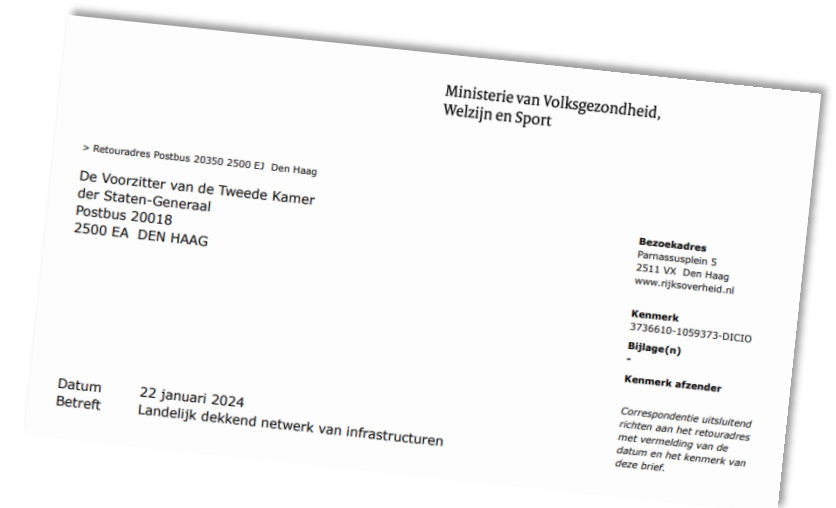 Ministerie van Volksgezondheid,
Welzijn en Sport
> Retouradres Postbus 20350 2500 EJ Den Haag
De Voorzitter van de Tweede Kamer
der Staten-Generaal
Postbus 20018
2500 EA DEN HAAG
Bezoekadres
Parnassusplein 5
2511 VX Den Haag
www.rijksoverheid.nl
Kenmerk
3736610-1059373-DICIO
Bijlage(n)
-
Kenmerk afzender
Correspondentie uitsluitend
richten aan het retouradres
met vermelding van de
datum en het kenmerk van
deze brief.
Datum 22 januari 2024
Betreft Landelijk dekkend netwerk van infrastructuren